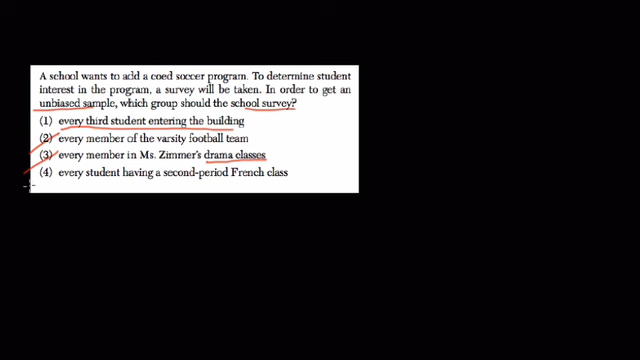 A school wants to add a coed soccer program. To determine student
interest in the program, a survey will be taken. In order to get an
unbiased sample, which group should the school survey?
(1) every third student entering the building
(2) every member of the varsity football team
(3) every member in Ms. Zimmer's drama classes
(4) every student having a second-period French class